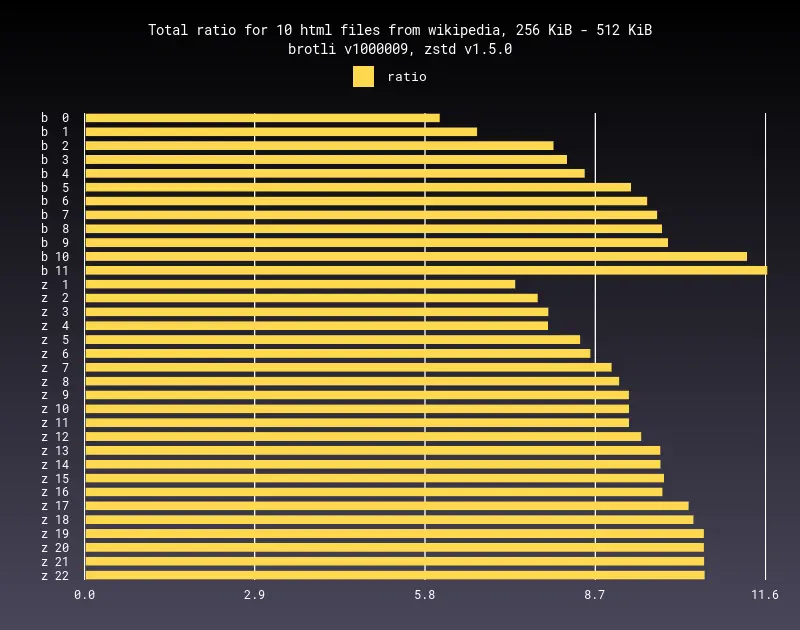 Total ratio for 10 html files from wikipedia, 256 KiB - 512 KiB
brotli v1000009, zstd v1.5.0
ratio
b  0
b  1
b  2
b  3
b  4
b  5
b  6
b  7
b  8
b  9
b 10
b 11
z  1
z  2
z  3
z  4
z  5
z  6
z  7
z  8
z  9
z 10
z 11
z 12
z 13
z 14
z 15
z 16
z 17
z 18
z 19
z 20
z 21
z 22
0.0 2.9 5.8 8.7 11.6